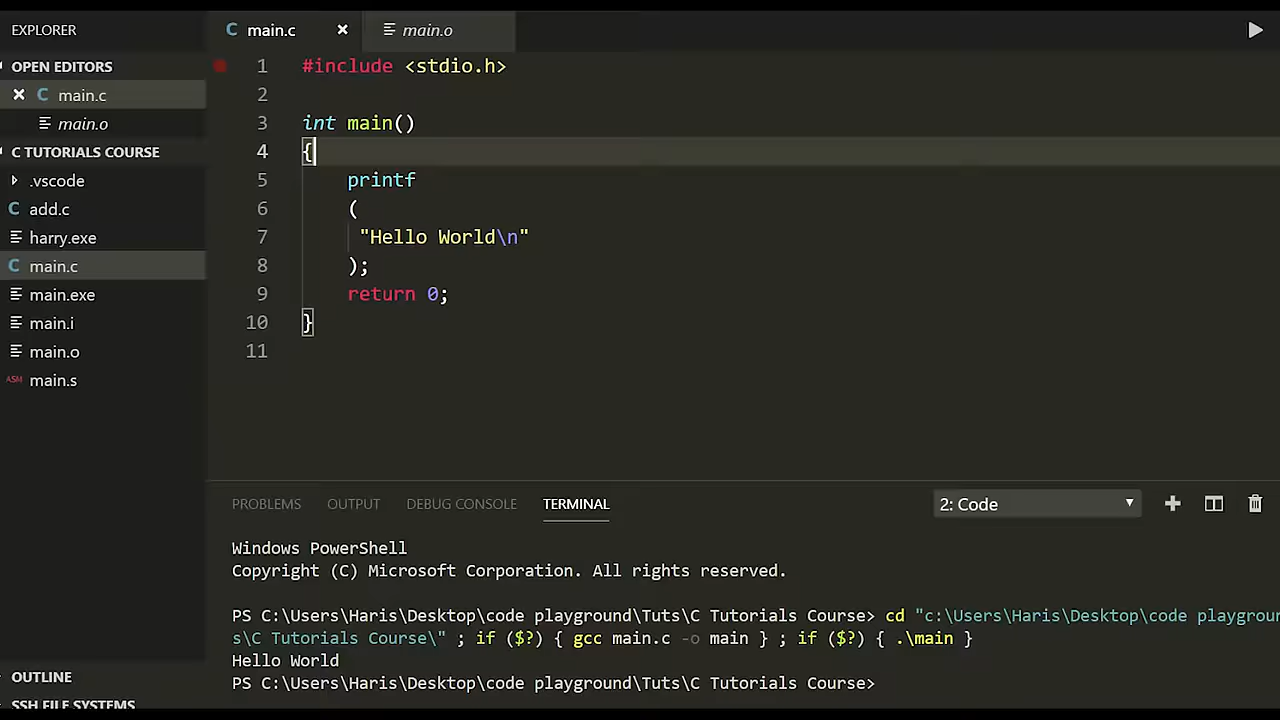 EXPLORER
OPEN EDITORS
main.c
main.o
C TUTORIALS COURSE
.vscode
add.c
harry.exe
main.c
main.exe
main.i
main.o
ASM main.s
OUTLINE
SSH FILE SYSTEMS
main.c main.o
1 #include <stdio.h>
2
3 int main()
4 {
5 printf
6 (
7 "Hello World\n"
8 );
9 return 0;
10 }
11
PROBLEMS OUTPUT DEBUG CONSOLE TERMINAL 2: Code
Windows PowerShell
Copyright (C) Microsoft Corporation. All rights reserved.
PS C:\Users\Haris\Desktop\code playground\Tuts\C Tutorials Course> cd "c:\Users\Haris\Desktop\code playgroun
s\C Tutorials Course\" ; if ($?) { gcc main.c -o main } ; if ($?) { .\main }
Hello World
PS C:\Users\Haris\Desktop\code playground\Tuts\C Tutorials Course>